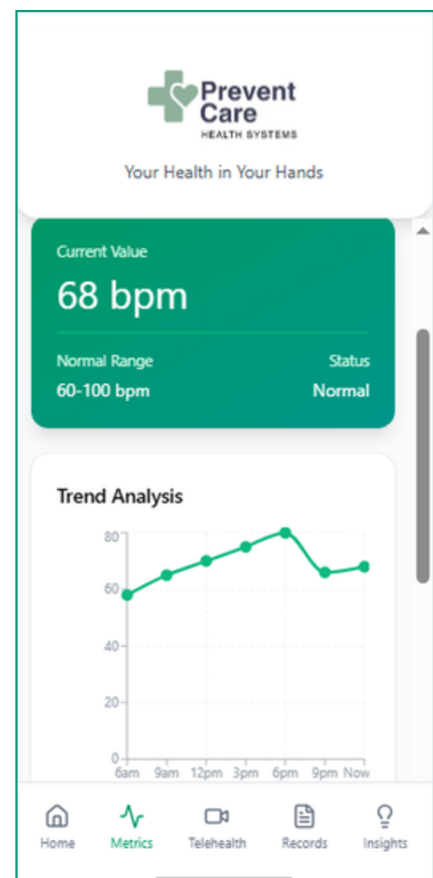 Prevent
Care
HEALTH SYSTEMS
Your Health in Your Hands
Current Value
68 bpm
Normal Range Status
60-100 bpm Normal
Trend Analysis
80
60
40
20
0
6am 9am 12pm 3pm 6pm 9pm Now
Home Metrics Telehealth Records Insights